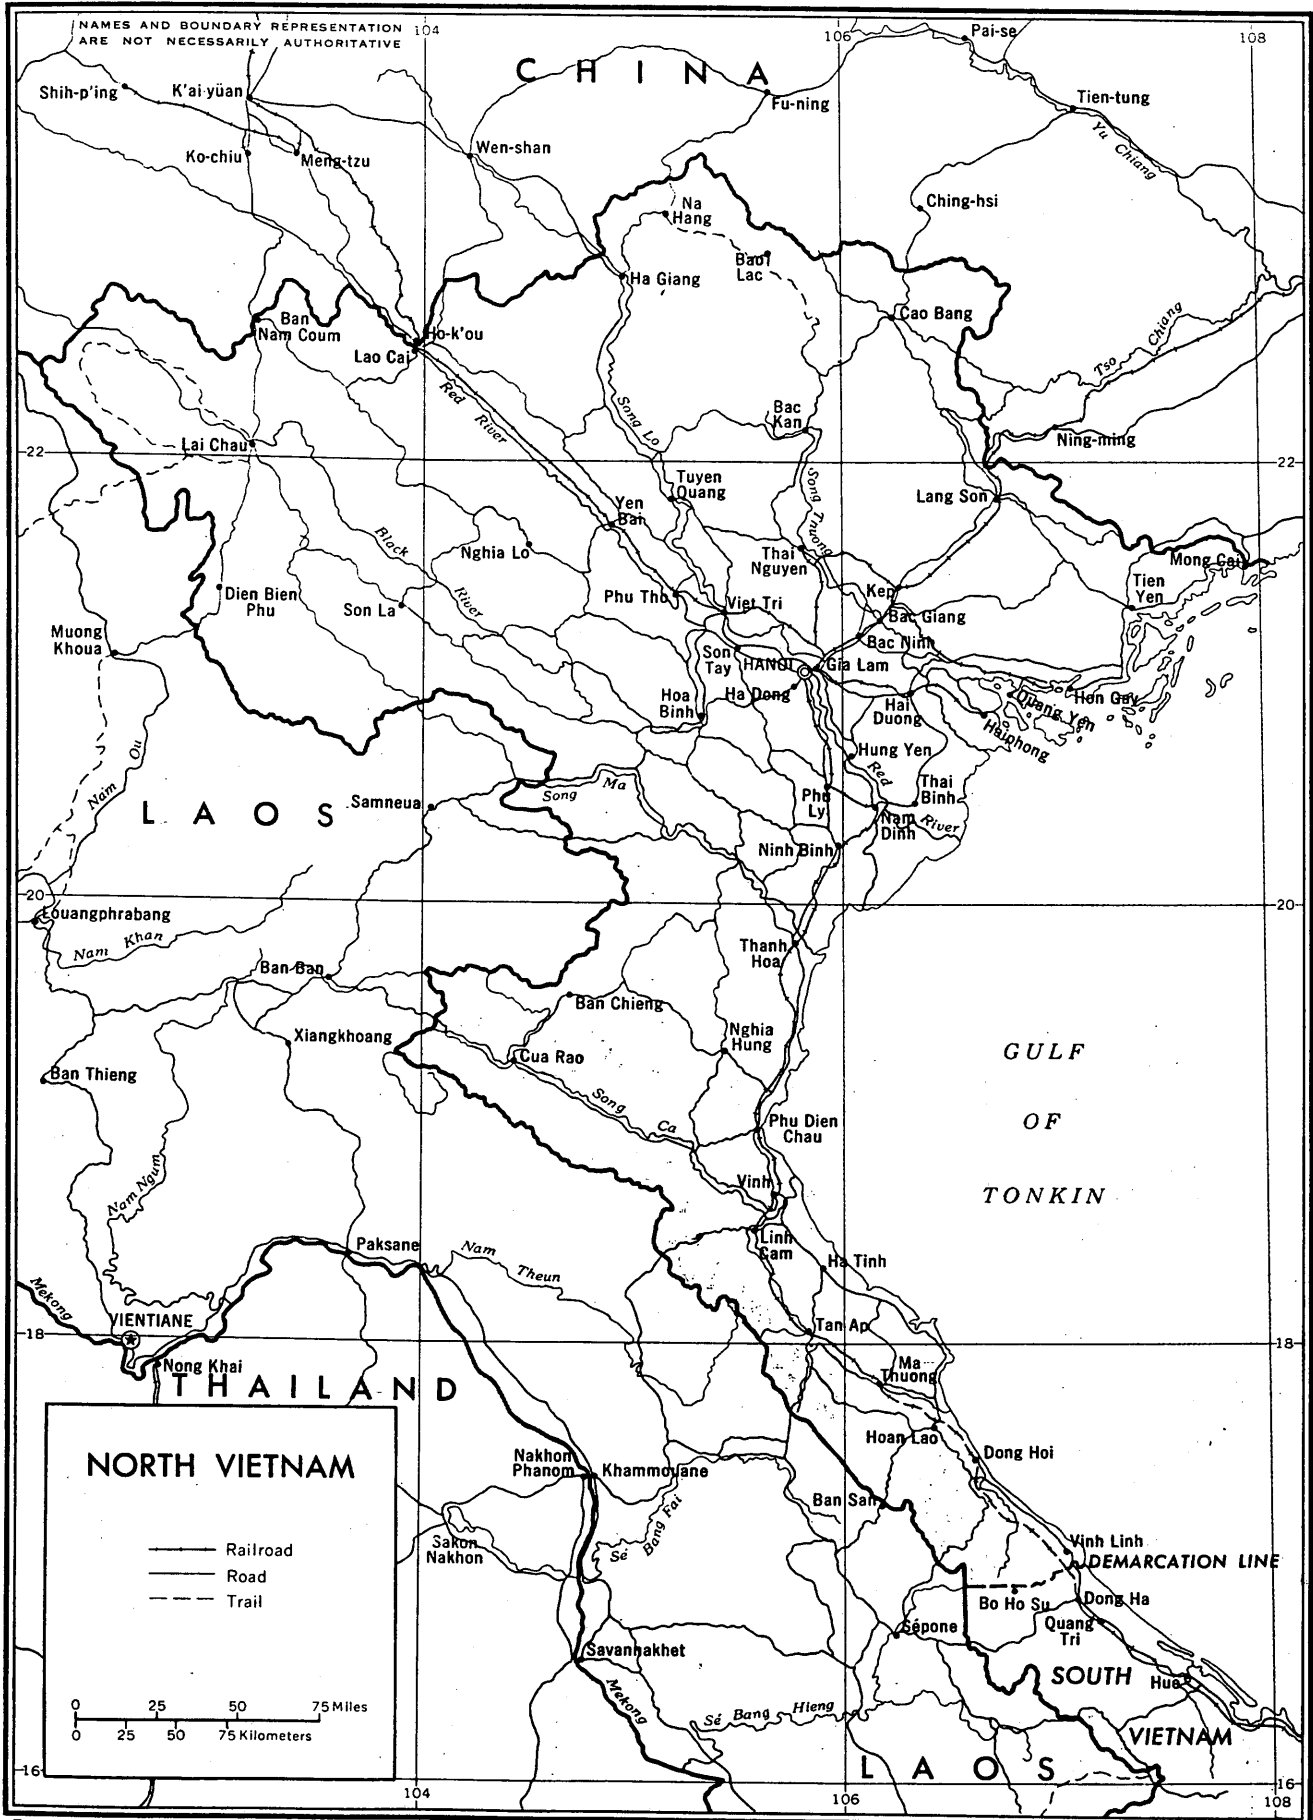 NAMES AND BOUNDARY REPRESENTATION
ARE NOT NECESSARILY AUTHORITATIVE
104
106
108
Pai-se
CHINA
Shih-p'ing
K'ai-yüan
Fu-ning
Tien-tung
Yu Chiang
Ko-chiu
Meng-tzu
Wen-shan
Na
Hang
Ching-hsi
Bao
Lac
Ha Giang
Cao Bang
Ban
Nam Coum
Ho-k'ou
Lao Cai
Tso Chiang
Red River
Song Lo
Bac
Kan
Lai Chau
Ning-ming
22
22
Tuyen
Quang
Lang Son
Song Thuong
Yen
Bai
Black
River
Nghia Lo
Thai
Nguyen
Mong Cai
Dien Bien
Phu
Son La
Phu Tho
Viet Tri
Kep
Tien
Yen
Bac Giang
Muong
Khoua
Bac Ninh
Son
Tay
HANOI
Gia Lam
Ha Dong
Hoa
Binh
Hai
Duong
Quang Yen
Hon Gay
Haiphong
Hung Yen
Nam Ou
Red
River
Samneua
Song Ma
Phu
Ly
Thai
Binh
LAOS
Nam
Dinh
Ninh Binh
20
20
Louangphrabang
Nam Khan
Thanh
Hoa
Ban Ban
Ban Chieng
Xiangkhoang
Nghia
Hung
Cua Rao
GULF
OF
TONKIN
Ban Thieng
Song Ca
Phu Dien
Chau
Nam Ngum
Vinh
Paksane
Nam
Theun
Linh
Cam
Ha Tinh
Mekong
VIENTIANE
18
18
Tan Ap
Nong Khai
Ma
Thuong
THAILAND
Hoan Lao
Dong Hoi
NORTH VIETNAM
Nakhon
Phanom
Khammouane
Ban San
Sé Bang Fai
Sakon
Nakhon
Railroad
Road
Trail
Vinh Linh
DEMARCATION LINE
Bo Ho Su
Dong Ha
Sépone
Quang
Tri
Savannakhet
SOUTH
VIETNAM
Hue
0 25 50 75 Miles
0 25 50 75 Kilometers
Mekong
Sé Bang Hieng
LAOS
16
16
104
106
108